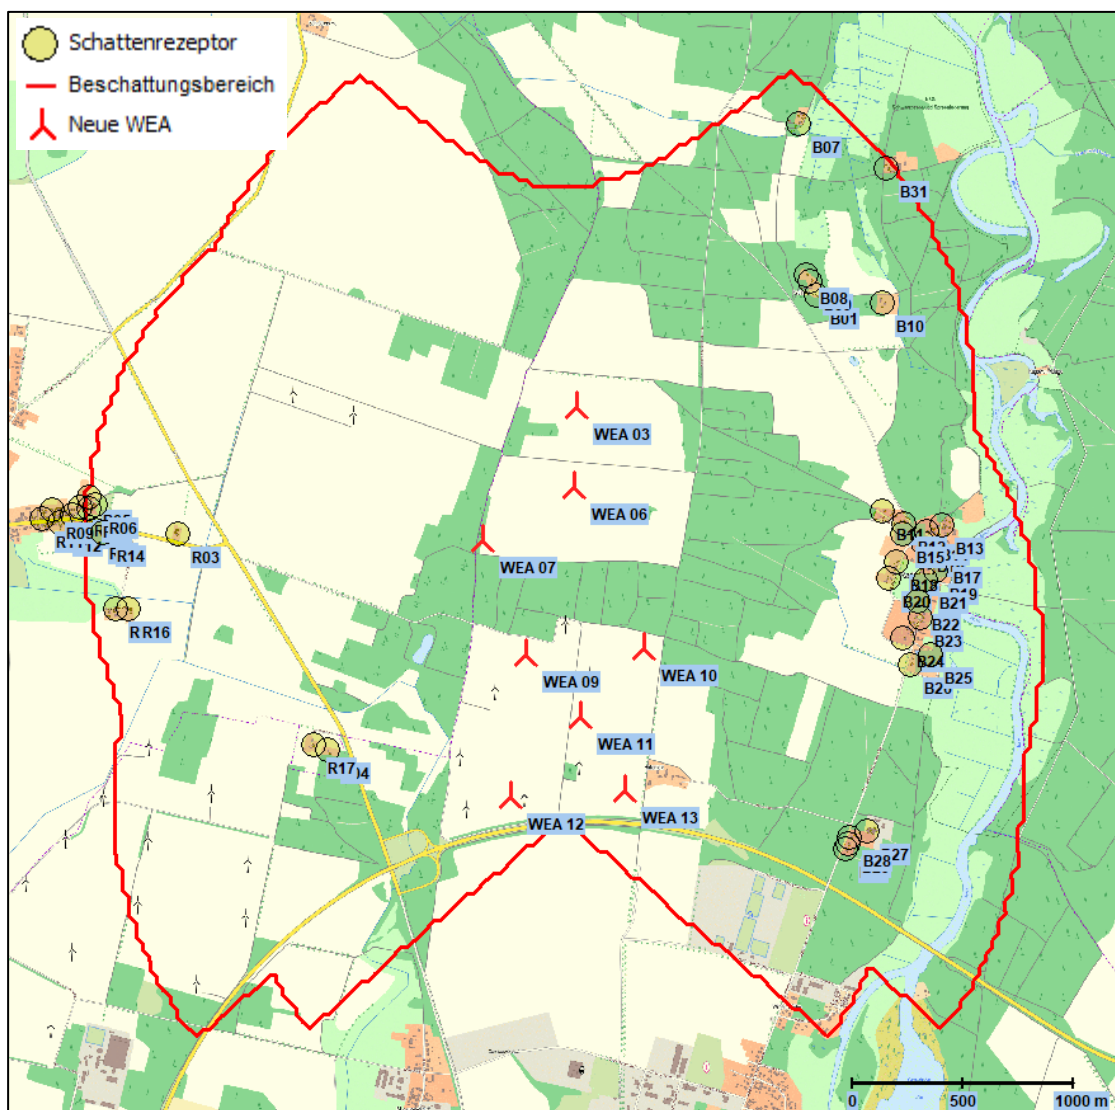 Schattenrezeptor
Beschattungsbereich
Neue WEA
B07
B31
B08
B01
B10
WEA 03
WEA 06
WEA 07
R06
R09
R14
R03
R16
B13
B15
B17
B18
B19
B20
B21
B22
B23
B24
B25
WEA 09
WEA 10
WEA 11
R17
WEA 12
WEA 13
B27
B28
0 500 1000 m